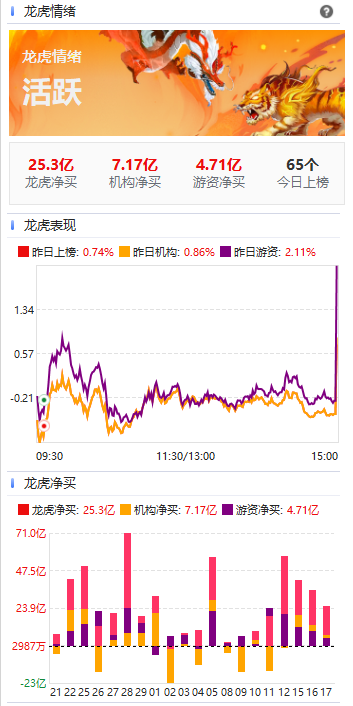 龙虎情绪
?
龙虎情绪
活跃
25.3亿 7.17亿 4.71亿 65个
龙虎净买 机构净买 游资净买 今日上榜
龙虎表现
昨日上榜: 0.74% 昨日机构: 0.86% 昨日游资: 2.11%
1.34
0.57
-0.21
09:30 11:30/13:00 15:00
龙虎净买
龙虎净买: 25.3亿 机构净买: 7.17亿 游资净买: 4.71亿
71.0亿
47.5亿
23.9亿
2987万
-23亿
21 22 24 25 26 27 28 29 01 02 03 04 05 08 09 10 11 12 15 16 17